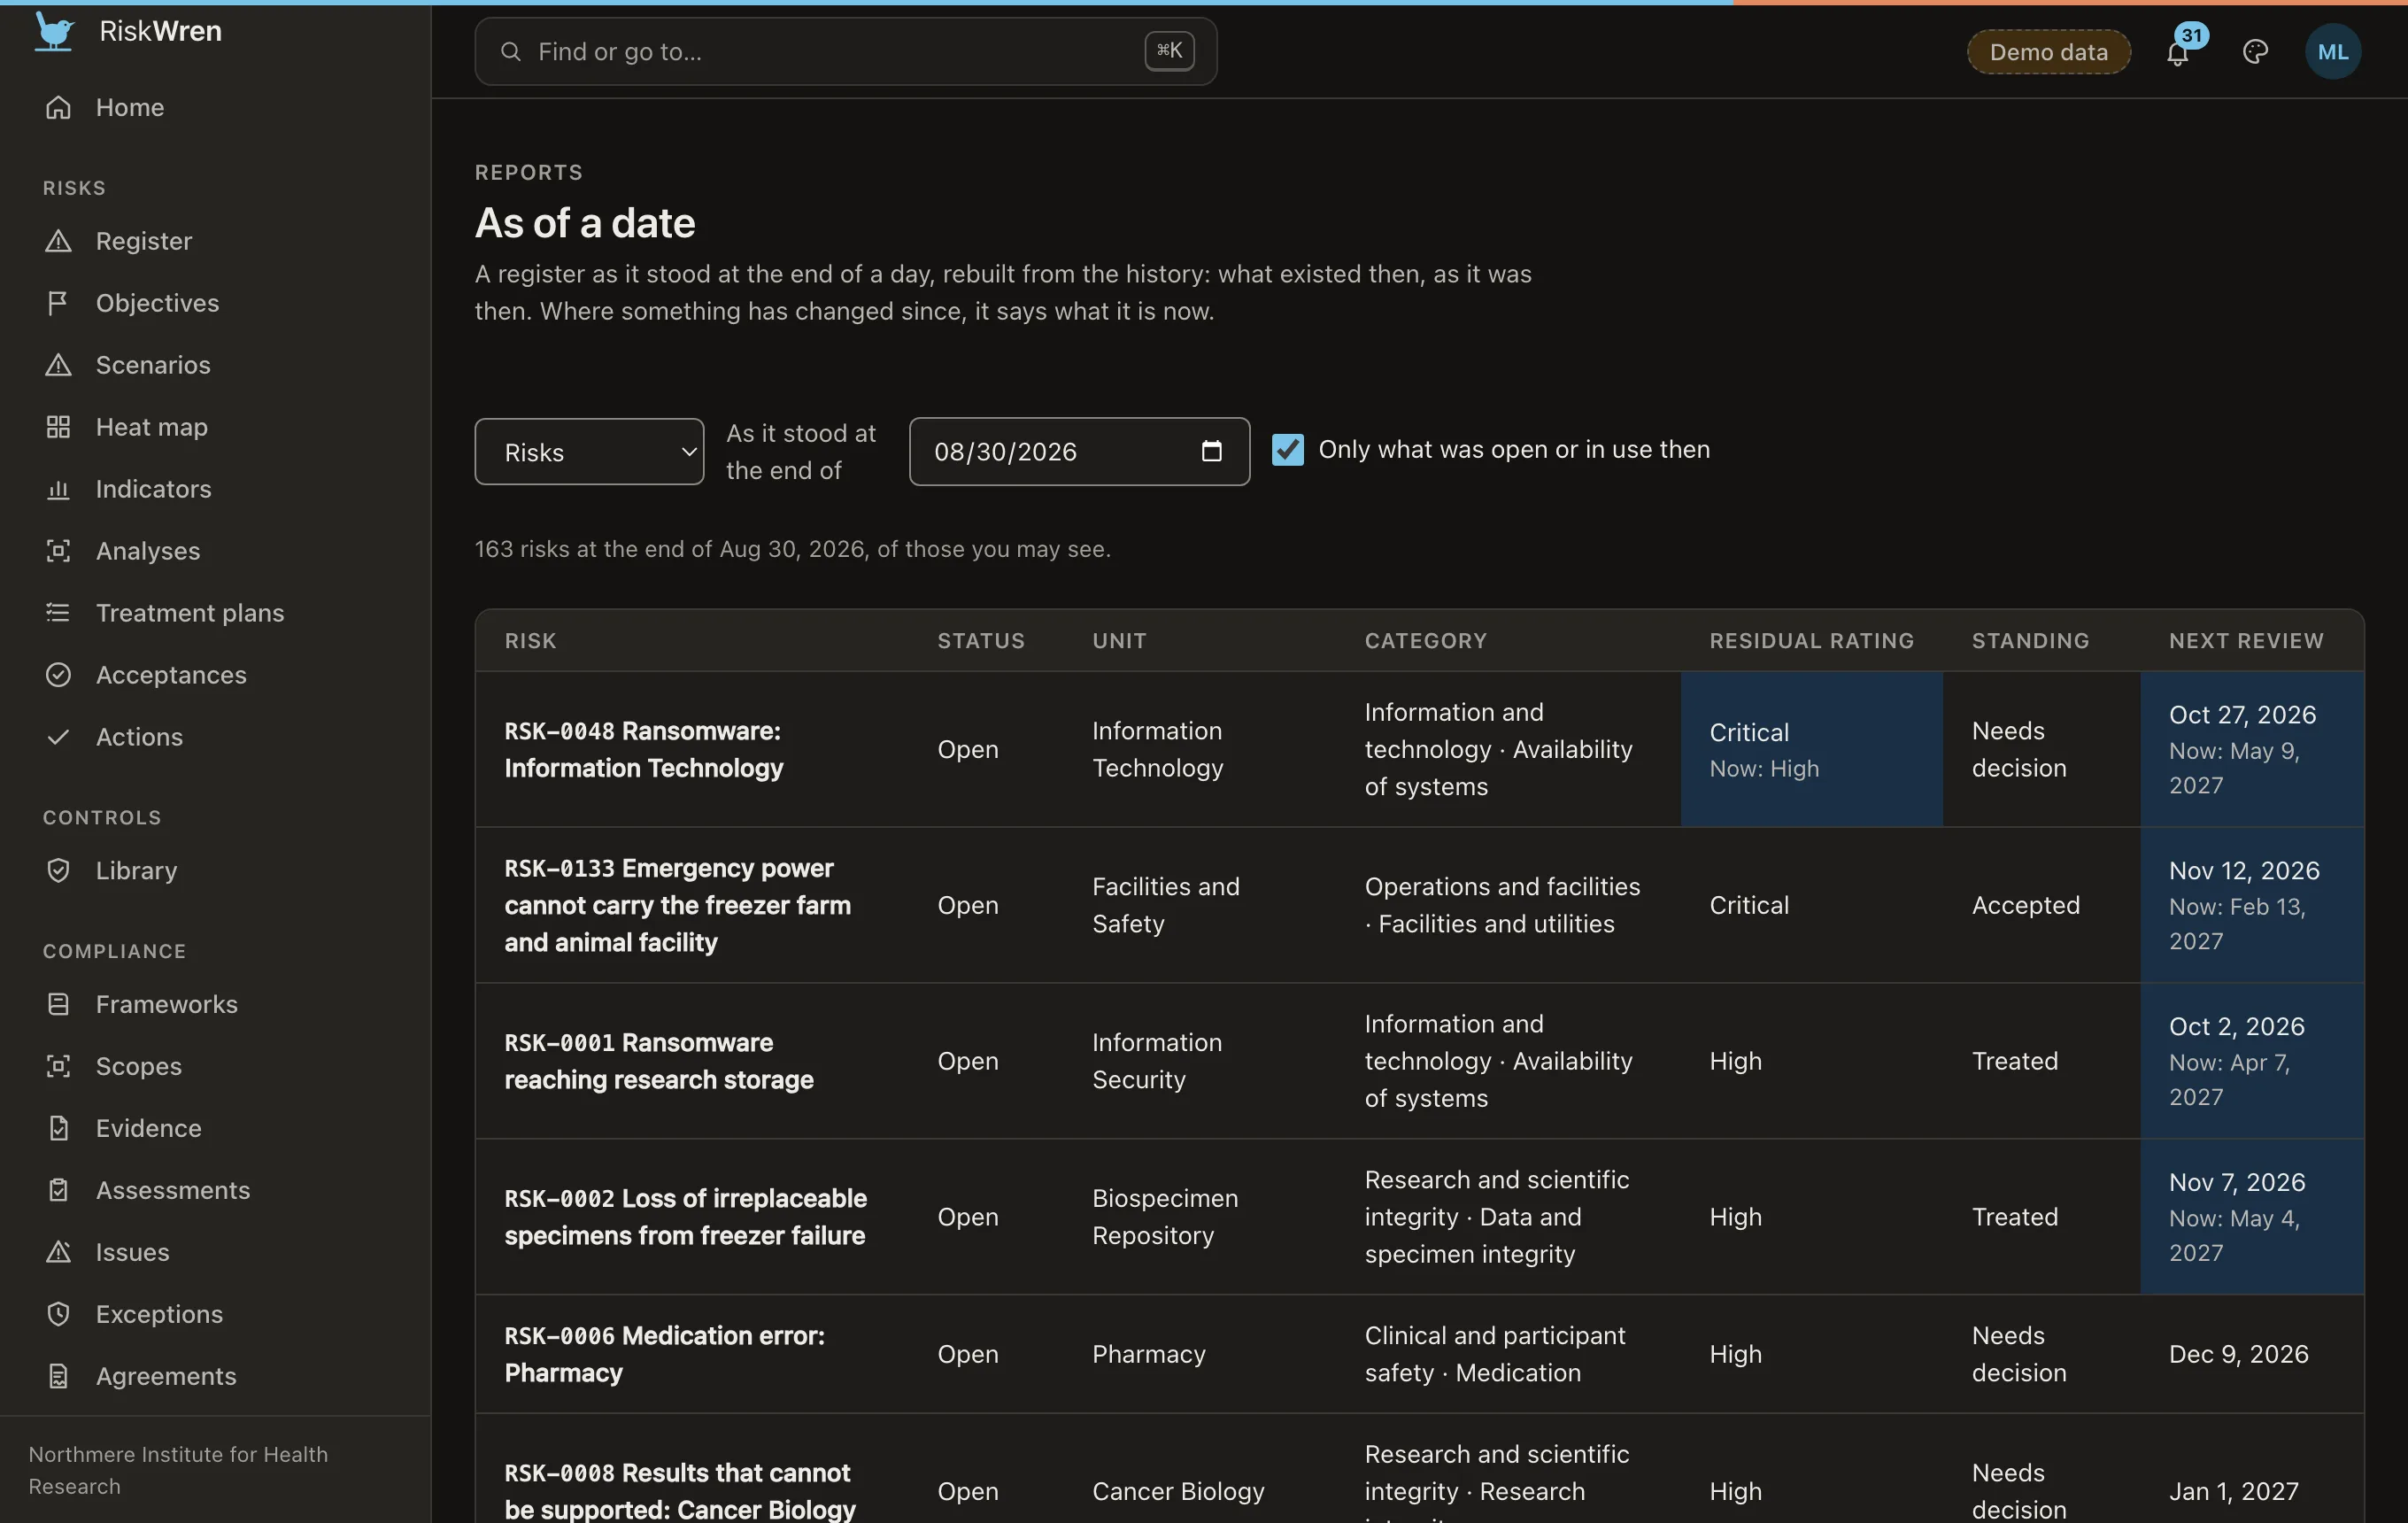 RiskWren
Find or go to...
⌘K
Demo data
31
ML
Home
RISKS
Register
Objectives
Scenarios
Heat map
Indicators
Analyses
Treatment plans
Acceptances
Actions
CONTROLS
Library
COMPLIANCE
Frameworks
Scopes
Evidence
Assessments
Issues
Exceptions
Agreements
Northmere Institute for Health
Research
REPORTS
As of a date
A register as it stood at the end of a day, rebuilt from the history: what existed then, as it was
then. Where something has changed since, it says what it is now.
Risks
As it stood at
the end of
08/30/2026
Only what was open or in use then
163 risks at the end of Aug 30, 2026, of those you may see.
RISK STATUS UNIT CATEGORY RESIDUAL RATING STANDING NEXT REVIEW
RSK-0048 Ransomware:
Information Technology
Open
Information
Technology
Information and
technology · Availability
of systems
Critical
Now: High
Needs
decision
Oct 27, 2026
Now: May 9,
2027
RSK-0133 Emergency power
cannot carry the freezer farm
and animal facility
Open
Facilities and
Safety
Operations and facilities
· Facilities and utilities
Critical
Accepted
Nov 12, 2026
Now: Feb 13,
2027
RSK-0001 Ransomware
reaching research storage
Open
Information
Security
Information and
technology · Availability
of systems
High
Treated
Oct 2, 2026
Now: Apr 7,
2027
RSK-0002 Loss of irreplaceable
specimens from freezer failure
Open
Biospecimen
Repository
Research and scientific
integrity · Data and
specimen integrity
High
Treated
Nov 7, 2026
Now: May 4,
2027
RSK-0006 Medication error:
Pharmacy
Open
Pharmacy
Clinical and participant
safety · Medication
High
Needs
decision
Dec 9, 2026
RSK-0008 Results that cannot
be supported: Cancer Biology
Open
Cancer Biology
Research and scientific
integrity · Research
High
Needs
decision
Jan 1, 2027